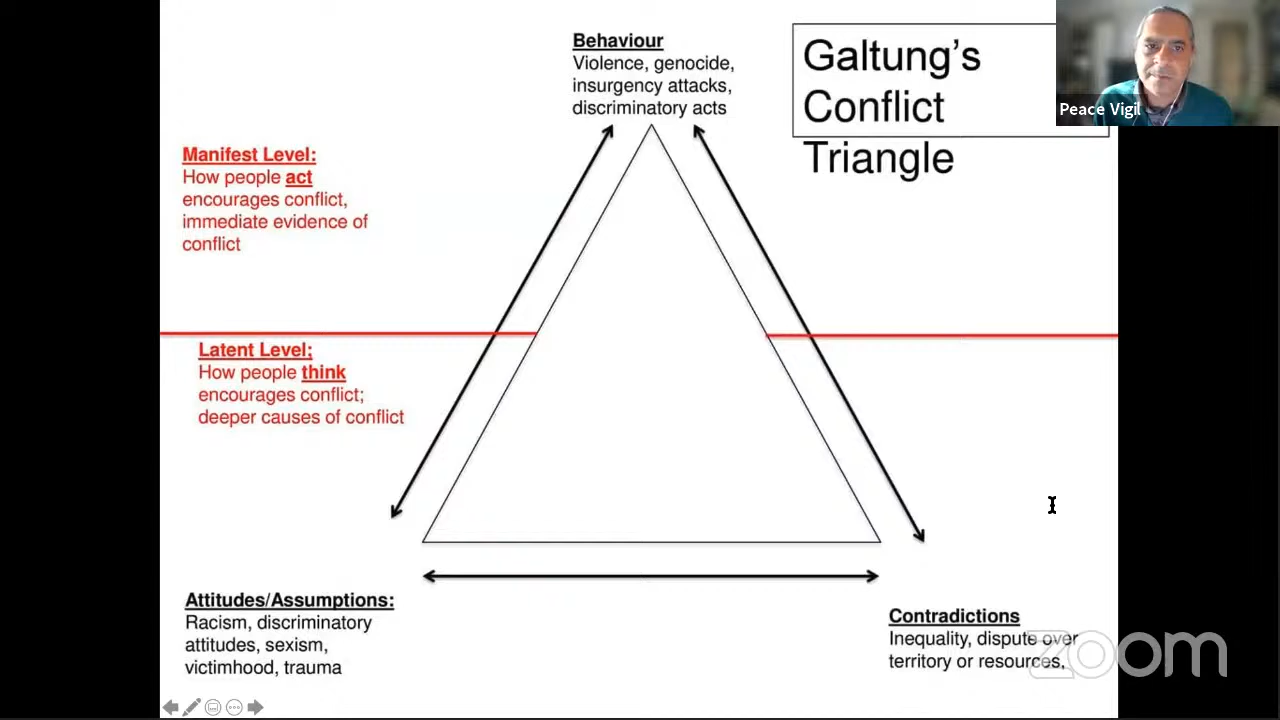 Behaviour
Violence, genocide,
insurgency attacks,
discriminatory acts
Galtung's
Conflict
Triangle
Peace Vigil
Manifest Level:
How people act
encourages conflict,
immediate evidence of
conflict
Latent Level;
How people think
encourages conflict;
deeper causes of conflict
Attitudes/Assumptions:
Racism, discriminatory
attitudes, sexism,
victimhood, trauma
Contradictions
Inequality, dispute over
territory or resources,
zoom